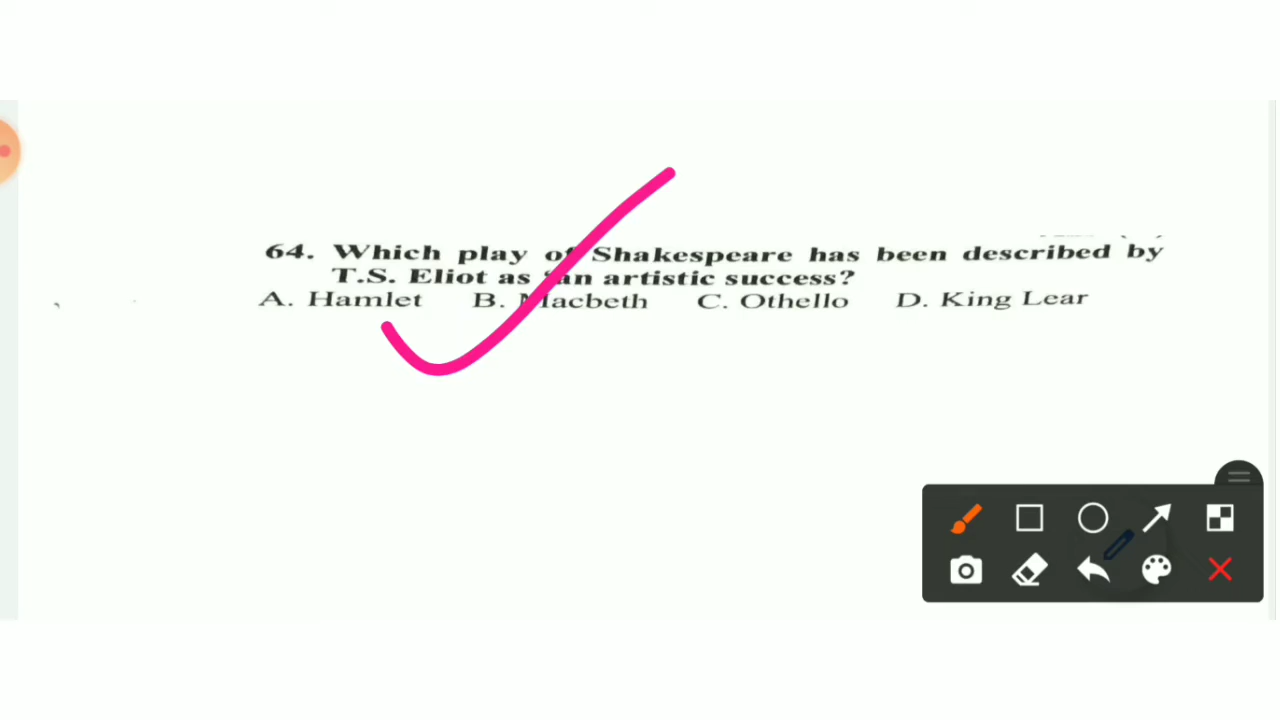 64. Which play of Shakespeare has been described by
T.S. Eliot as 'an artistic success?
A. Hamlet B. Macbeth C. Othello D. King Lear